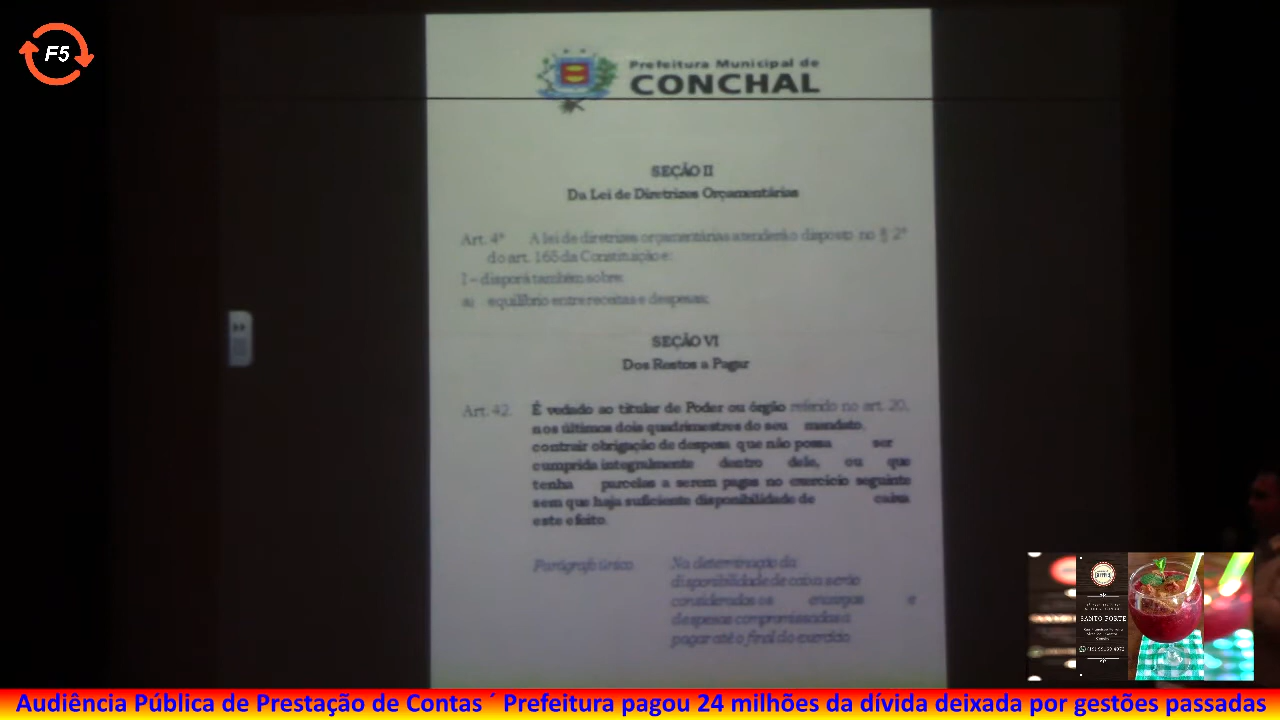 F5
Prefeitura Municipal de
CONCHAL
SEÇÃO II
Da Lei de Diretrizes Orçamentárias
Art. 4º A lei de diretrizes orçamentárias atenderá o disposto no § 2º
do art. 165 da Constituição e:
I – disporá também sobre:
a) equilíbrio entre receitas e despesas;
SEÇÃO VI
Dos Restos a Pagar
Art. 42. É vedado ao titular de Poder ou órgão referido no art. 20,
nos últimos dois quadrimestres do seu mandato,
contrair obrigação de despesa que não possa ser
cumprida integralmente dentro dele, ou que
tenha parcelas a serem pagas no exercício seguinte
sem que haja suficiente disponibilidade de caixa
este efeito.
Parágrafo único. Na determinação da
disponibilidade de caixa serão
considerados os encargos e
despesas compromissadas a
pagar até o final do exercício
SANTO FORTE
Audiência Pública de Prestação de Contas ´ Prefeitura pagou 24 milhões da dívida deixada por gestões passadas